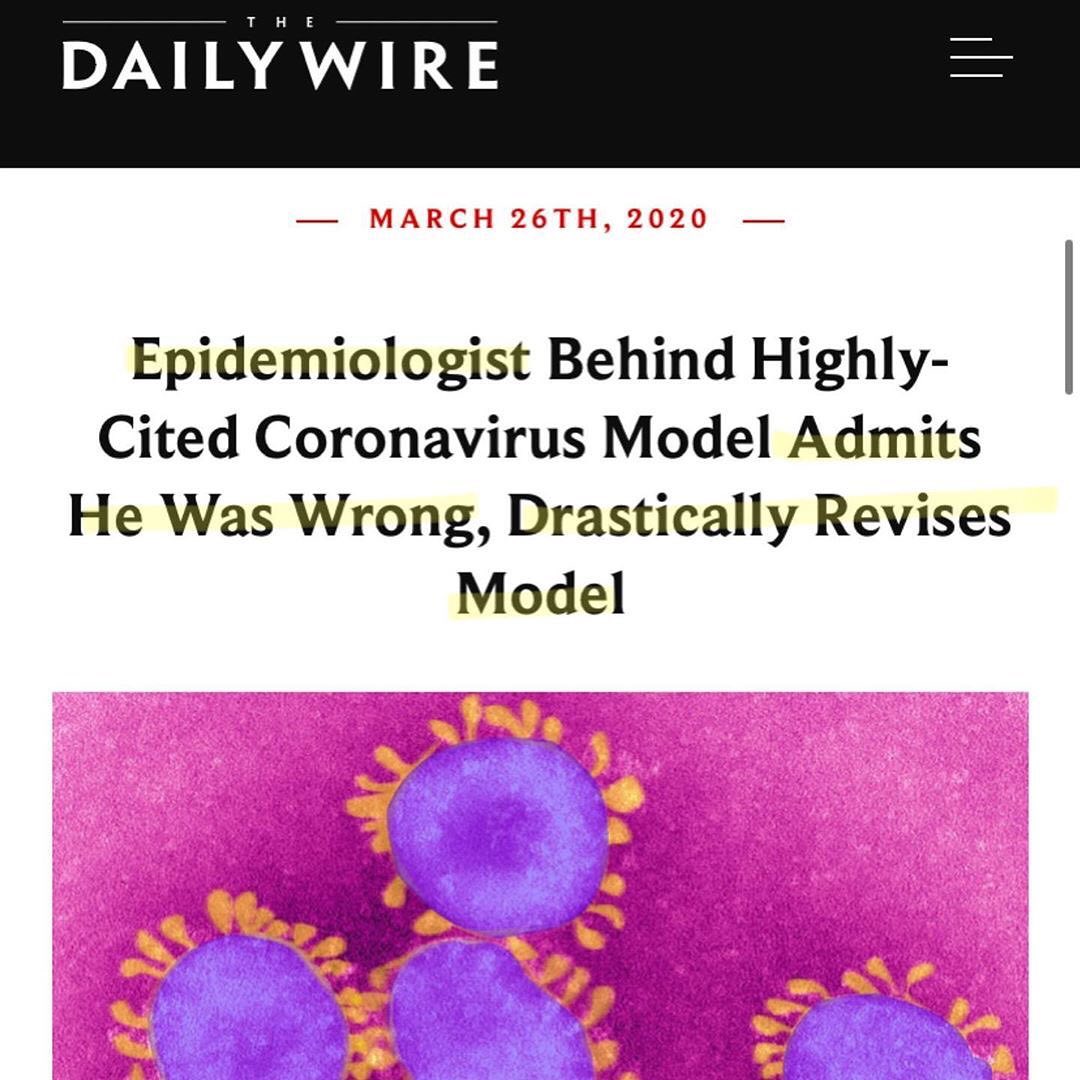 THE
DAILY WIRE
MARCH 26TH, 2020
Epidemiologist Behind Highly-
Cited Coronavirus Model Admits
He Was Wrong, Drastically Revises
Model